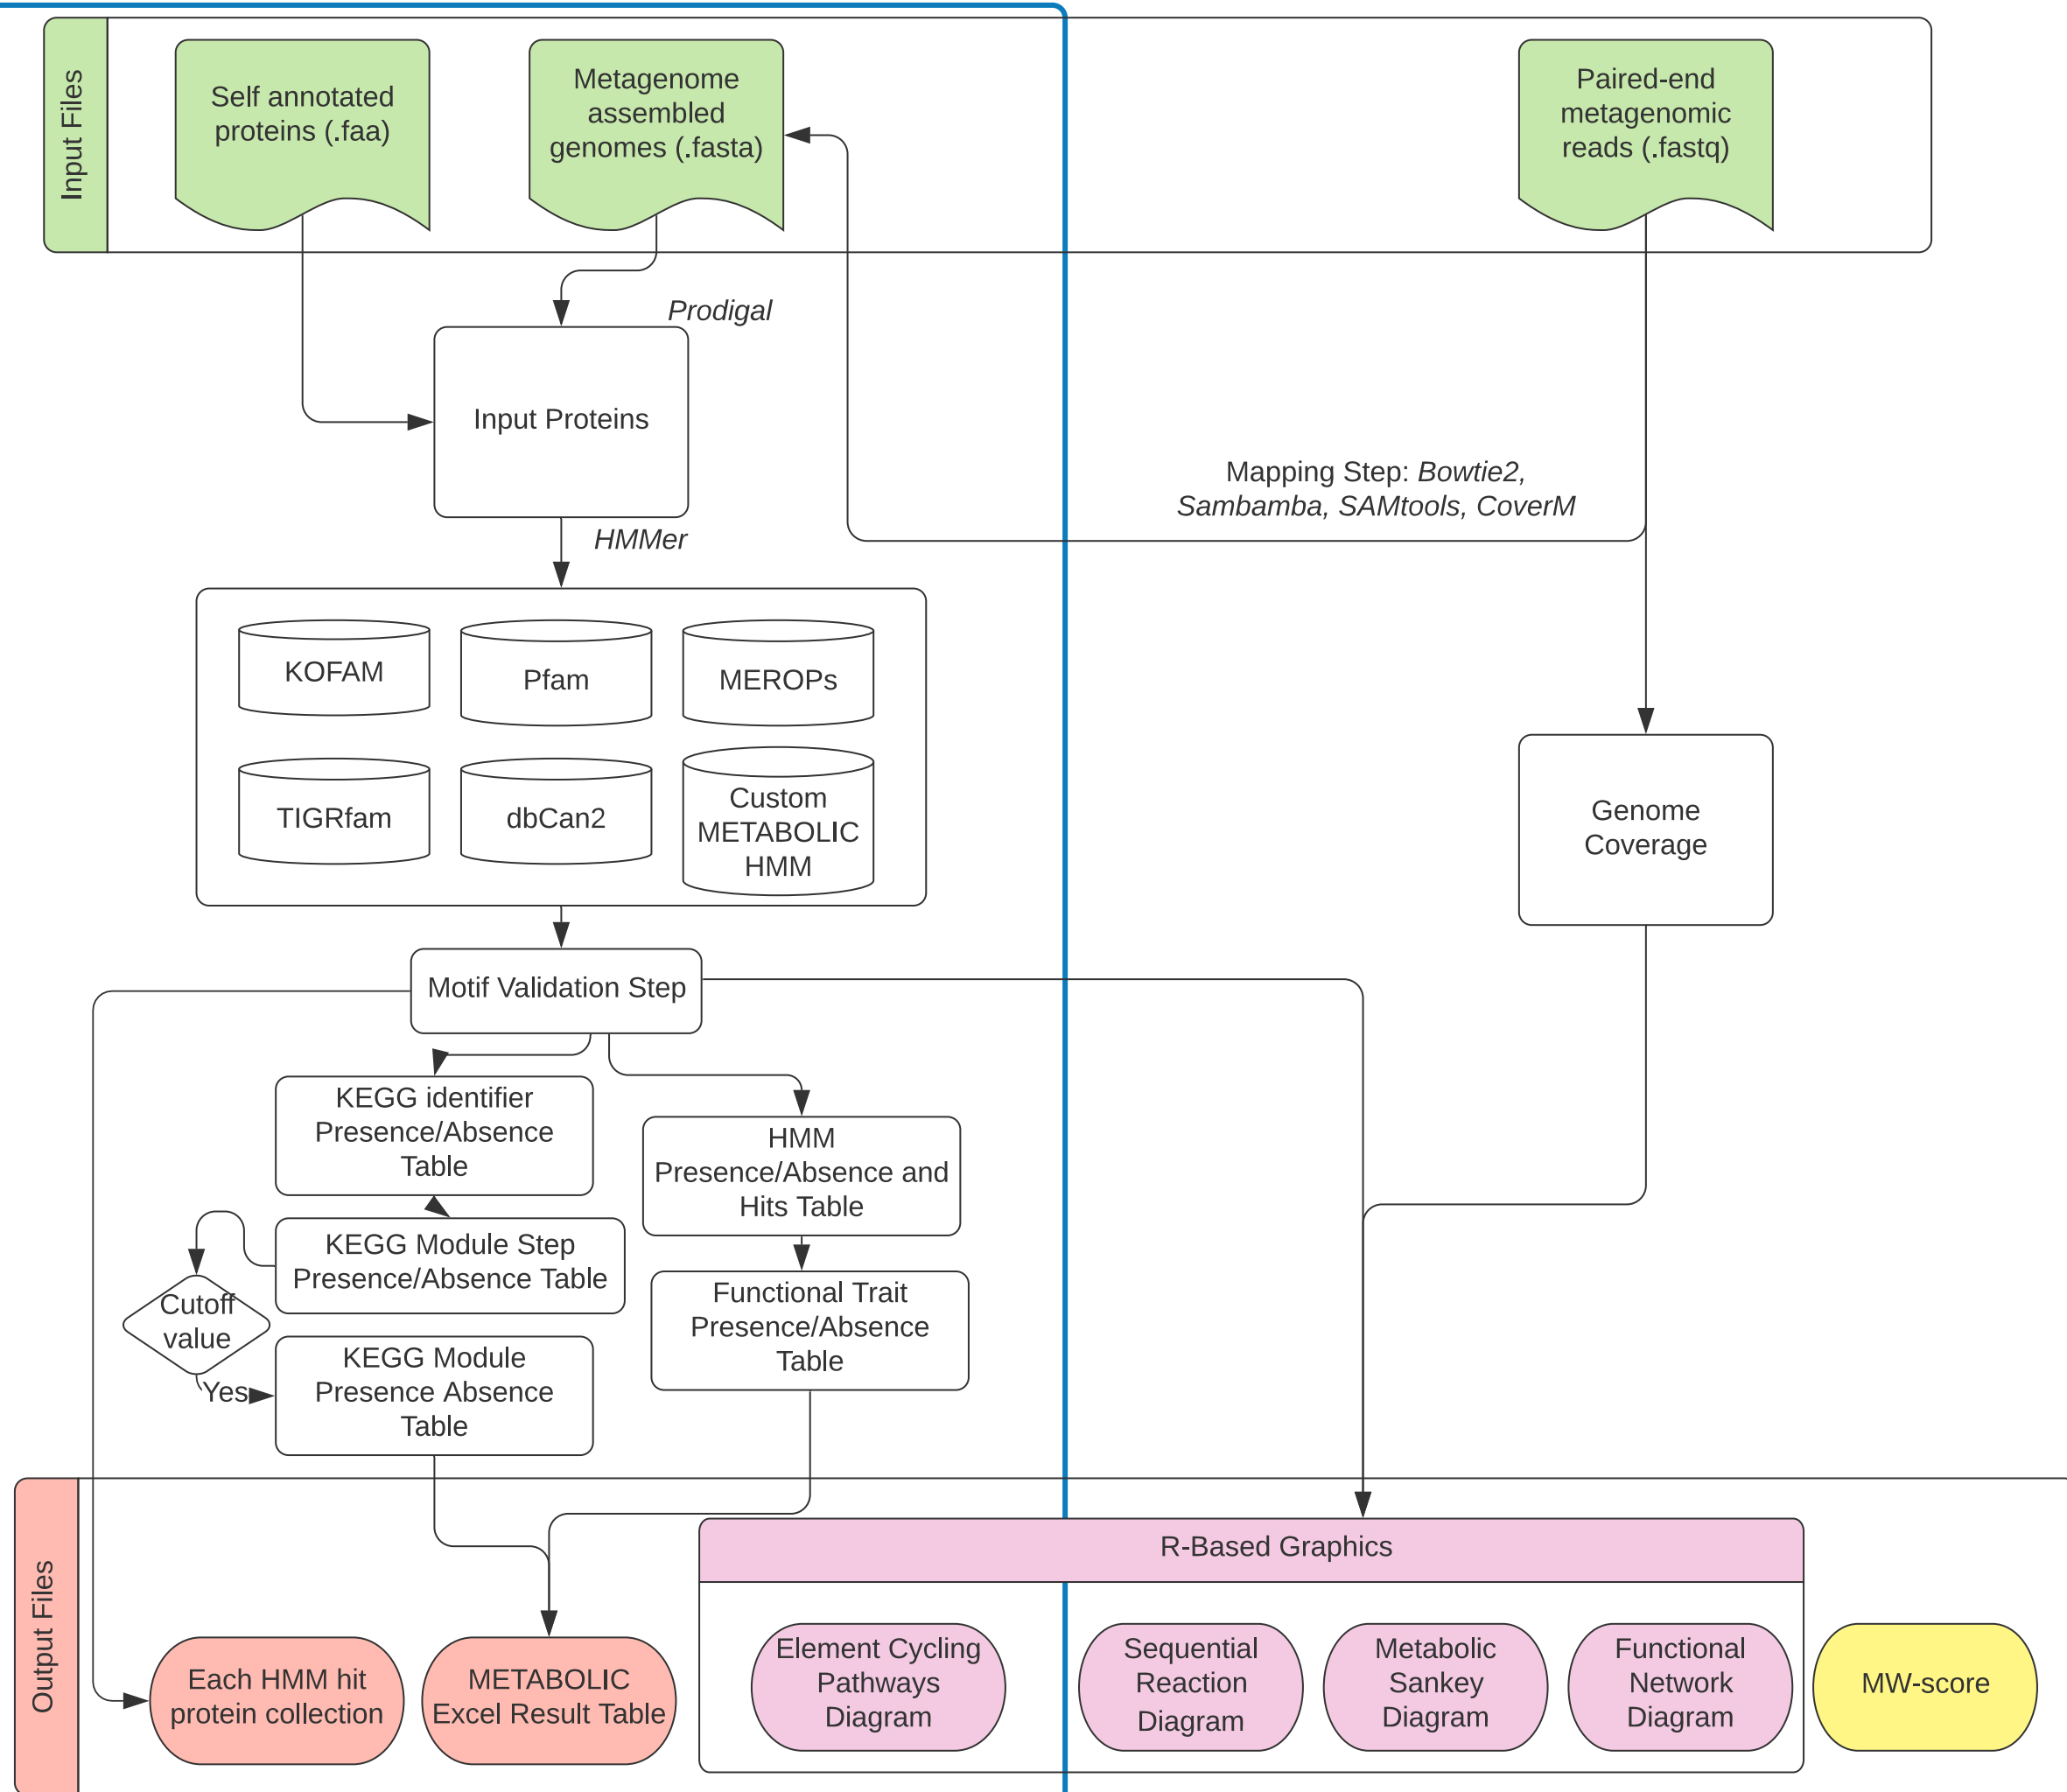 Input Files
Self annotated
proteins (.faa)
Metagenome
assembled
genomes (.fasta)
Paired-end
metagenomic
reads (.fastq)
Prodigal
Input Proteins
Mapping Step: Bowtie2,
Sambamba, SAMtools, CoverM
HMMer
KOFAM
Pfam
MEROPs
TIGRfam
dbCan2
Custom
METABOLIC
HMM
Genome
Coverage
Motif Validation Step
KEGG identifier
Presence/Absence
Table
HMM
Presence/Absence and
Hits Table
KEGG Module Step
Presence/Absence Table
Cutoff
value
Functional Trait
Presence/Absence
Table
Yes
KEGG Module
Presence Absence
Table
Output Files
R-Based Graphics
Each HMM hit
protein collection
METABOLIC
Excel Result Table
Element Cycling
Pathways
Diagram
Sequential
Reaction
Diagram
Metabolic
Sankey
Diagram
Functional
Network
Diagram
MW-score